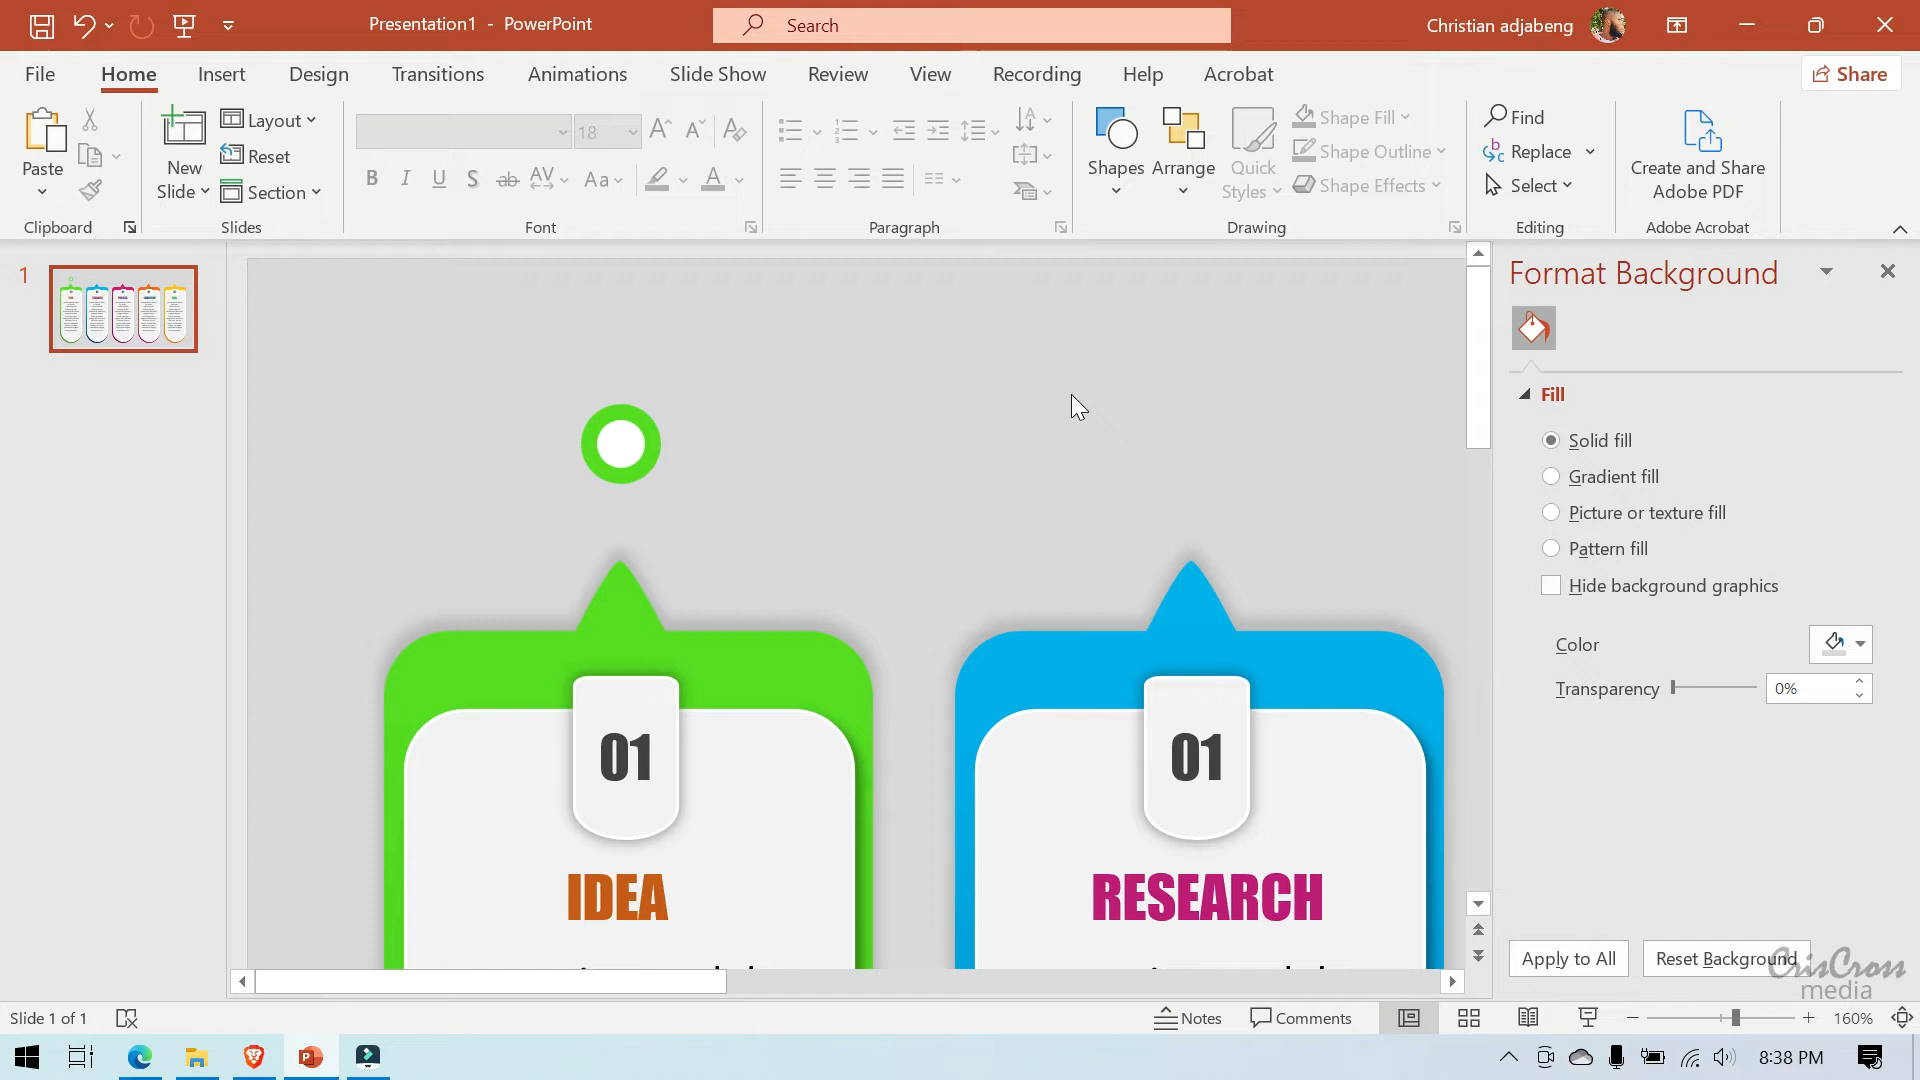 Presentation1 - PowerPoint
Search
Christian adjabeng
File Home Insert Design Transitions Animations Slide Show Review View Recording Help Acrobat
Share
Paste
Clipboard
New
Slide
Layout
Reset
Section
Slides
18
B I U S ab AV Aa A
Font
Paragraph
Shapes
Arrange
Quick
Styles
Shape Fill
Shape Outline
Shape Effects
Drawing
Find
Replace
Select
Editing
Create and Share
Adobe PDF
Adobe Acrobat
1
01
IDEA
01
RESEARCH
Format Background
Fill
Solid fill
Gradient fill
Picture or texture fill
Pattern fill
Hide background graphics
Color
Transparency
0%
Apply to All
Reset Background
CrisCross
media
Slide 1 of 1
Notes
Comments
160%
8:38 PM